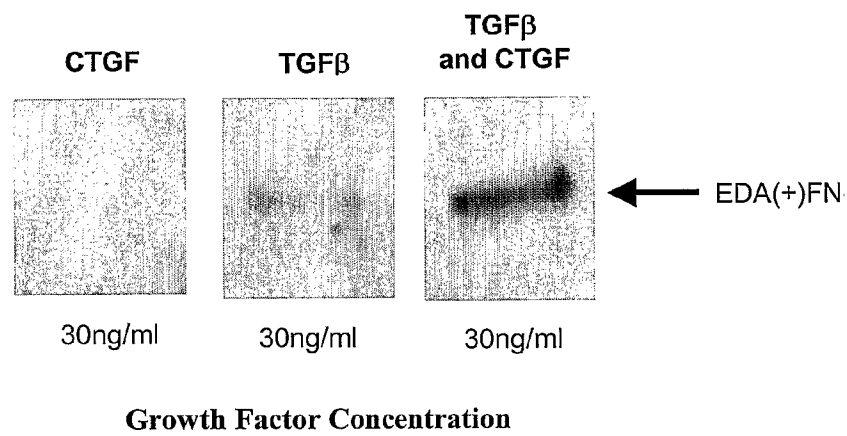 CTGF
TGFβ
TGFβ
and CTGF
EDA(+)FN
30ng/ml
30ng/ml
30ng/ml
Growth Factor Concentration